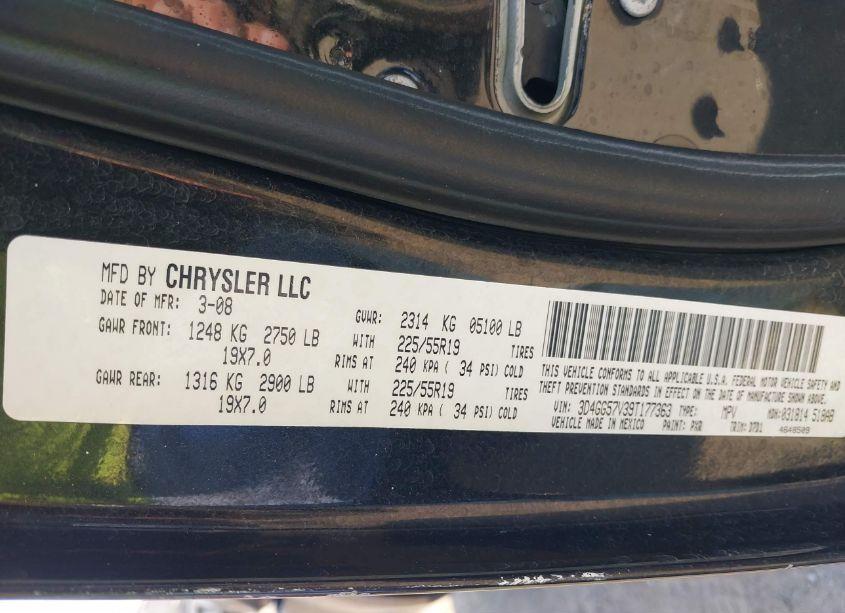 MFD BY CHRYSLER LLC
DATE OF MFR: 3-08
GVWR: 2314 KG 05100 LB
GAWR FRONT: 1248 KG 2750 LB WITH 225/55R19 TIRES
19X7.0 RIMS AT 240 KPA ( 34 PSI) COLD
GAWR REAR: 1316 KG 2900 LB WITH 225/55R19 TIRES
19X7.0 RIMS AT 240 KPA ( 34 PSI) COLD
THIS VEHICLE CONFORMS TO ALL APPLICABLE U.S.A. FEDERAL MOTOR VEHICLE SAFETY AND
THEFT PREVENTION STANDARDS IN EFFECT ON THE DATE OF MANUFACTURE SHOWN ABOVE.
VIN: 3D4GG57V39T177363 TYPE: MPV MDH: 031814
VEHICLE MADE IN MEXICO PAINT: PXR TRIM: 4648509